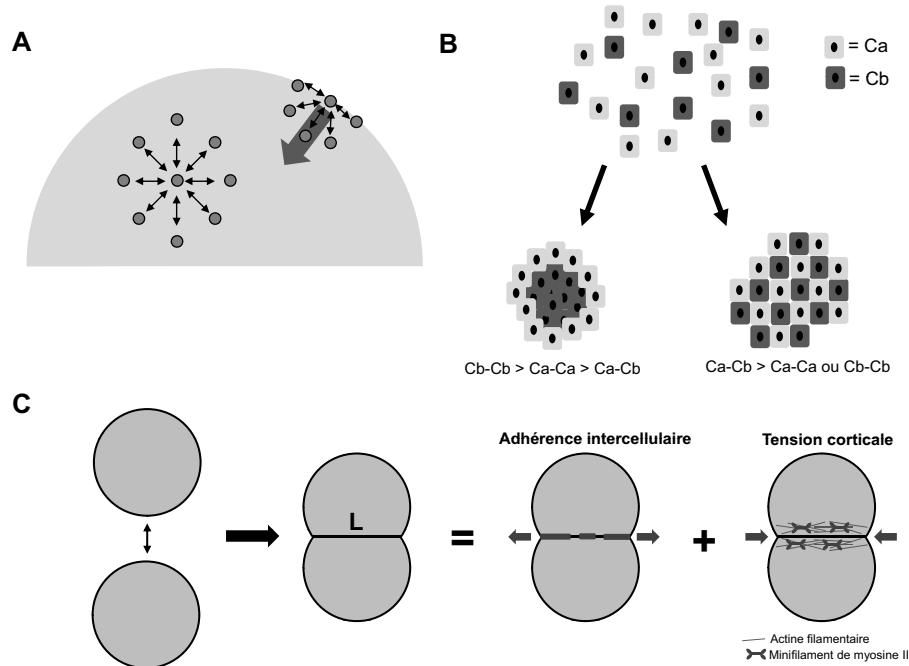 A
B
= Ca
= Cb
Cb-Cb > Ca-Ca > Ca-Cb
Ca-Cb > Ca-Ca ou Cb-Cb
C
Adhérence intercellulaire
Tension corticale
L
=
+
Actine filamentaire
Minifilament de myosine II